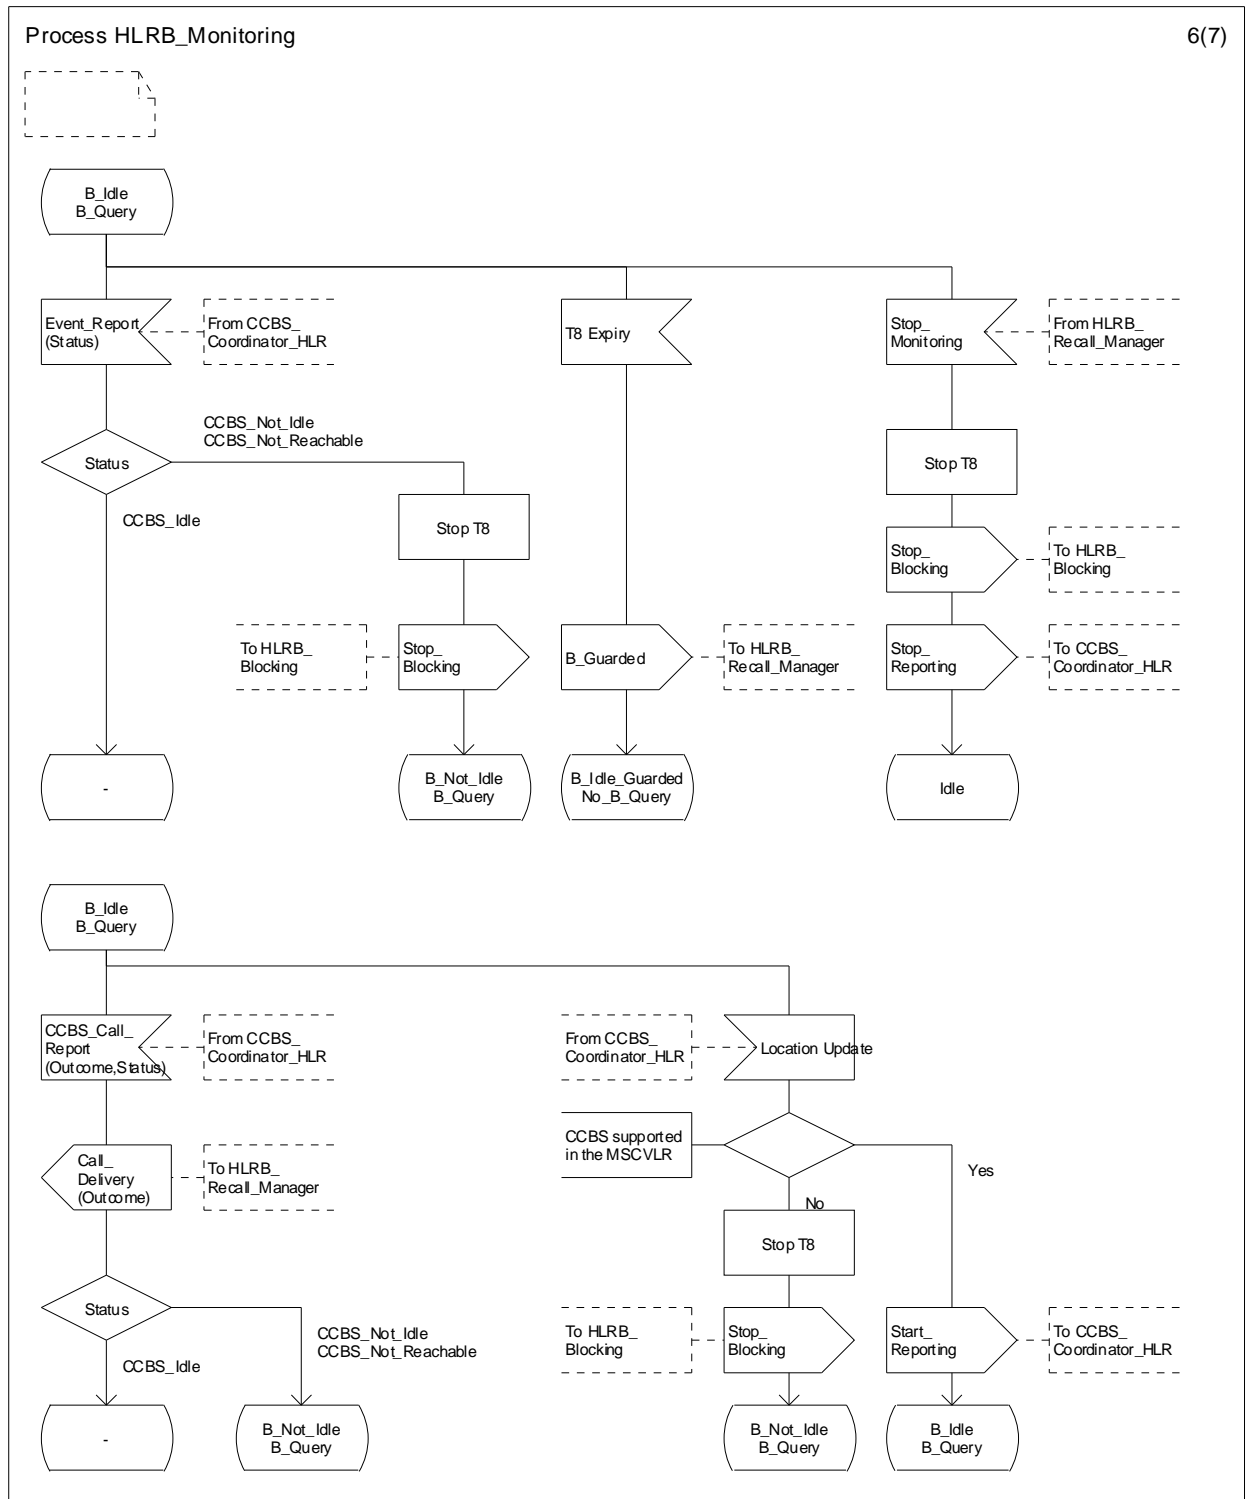 Process HLRB_Monitoring
6(7)
B_Idle
B_Query
Event_Report
(Status)
From CCBS_
Coordinator_HLR
T8 Expiry
Stop_
Monitoring
From HLRB_
Recall_Manager
CCBS_Not_Idle
CCBS_Not_Reachable
Status
Stop T8
CCBS_Idle
Stop T8
Stop_
Blocking
To HLRB_
Blocking
To HLRB_
Blocking
Stop_
Blocking
B_Guarded
To HLRB_
Recall_Manager
Stop_
Reporting
To CCBS_
Coordinator_HLR
-
B_Not_Idle
B_Query
B_Idle_Guarded
No_B_Query
Idle
B_Idle
B_Query
CCBS_Call_
Report
(Outcome,Status)
From CCBS_
Coordinator_HLR
From CCBS_
Coordinator_HLR
Location Update
CCBS supported
in the MSCVLR
Yes
No
Call_
Delivery
(Outcome)
To HLRB_
Recall_Manager
Stop T8
Status
CCBS_Not_Idle
CCBS_Not_Reachable
CCBS_Idle
To HLRB_
Blocking
Stop_
Blocking
Start_
Reporting
To CCBS_
Coordinator_HLR
-
B_Not_Idle
B_Query
B_Not_Idle
B_Query
B_Idle
B_Query